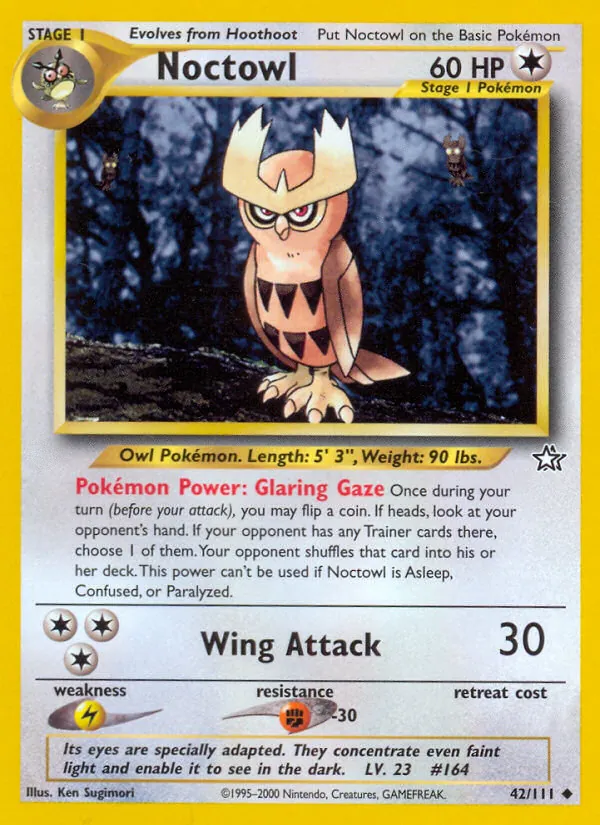 STAGE 1 Evolves from Hoothoot Put Noctowl on the Basic Pokémon
Noctowl 60 HP
Stage 1 Pokémon
Owl Pokémon. Length: 5' 3", Weight: 90 lbs.
Pokémon Power: Glaring Gaze Once during your
turn (before your attack), you may flip a coin. If heads, look at your
opponent's hand. If your opponent has any Trainer cards there,
choose 1 of them. Your opponent shuffles that card into his or
her deck. This power can't be used if Noctowl is Asleep,
Confused, or Paralyzed.
Wing Attack 30
weakness resistance retreat cost
-30
Its eyes are specially adapted. They concentrate even faint
light and enable it to see in the dark. LV. 23 #164
Illus. Ken Sugimori ©1995-2000 Nintendo, Creatures, GAMEFREAK. 42/111